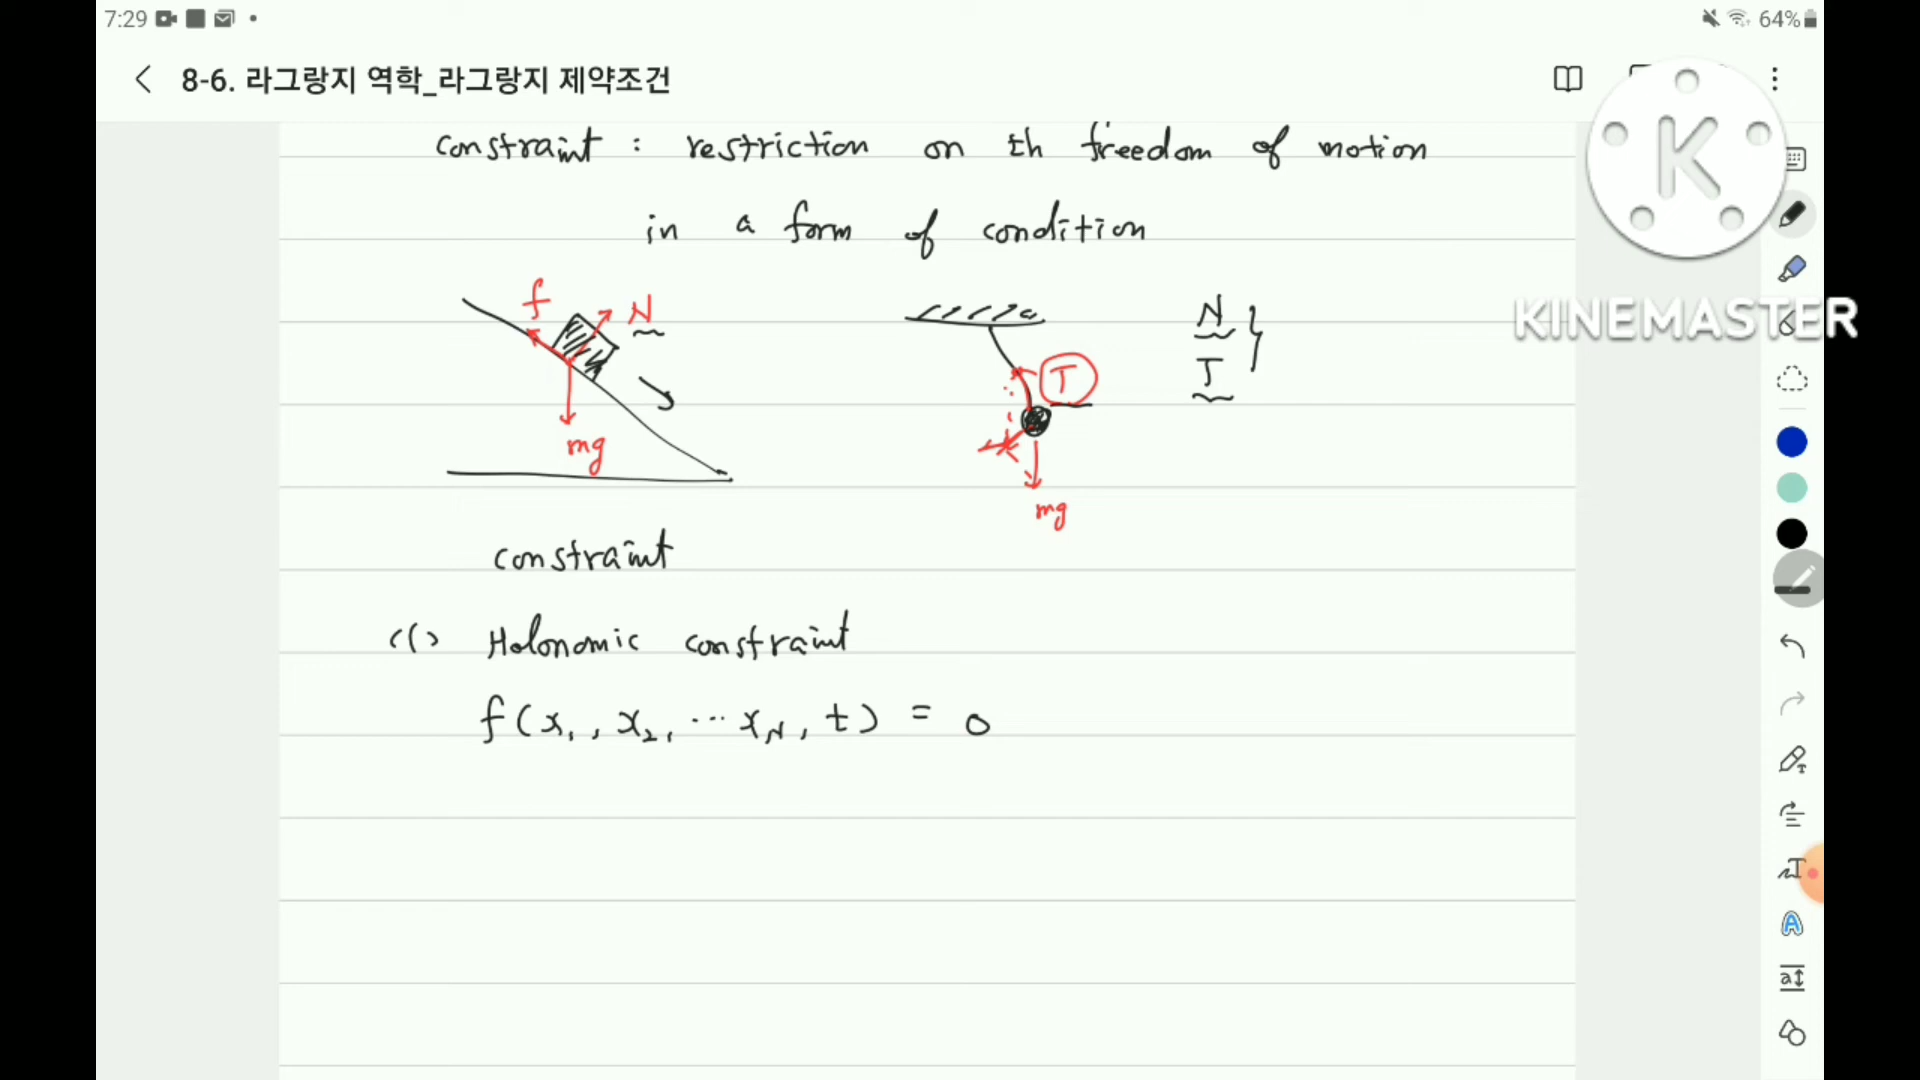 7:29
64%
8-6. 라그랑지 역학_라그랑지 제약조건
constraint : restriction on th freedom of motion
in a form of condition
f N
mg
T
mg
N
T
constraint
(1) Holonomic constraint
f(x₁, x₂, ... x_N, t) = 0
K
KINEMASTER